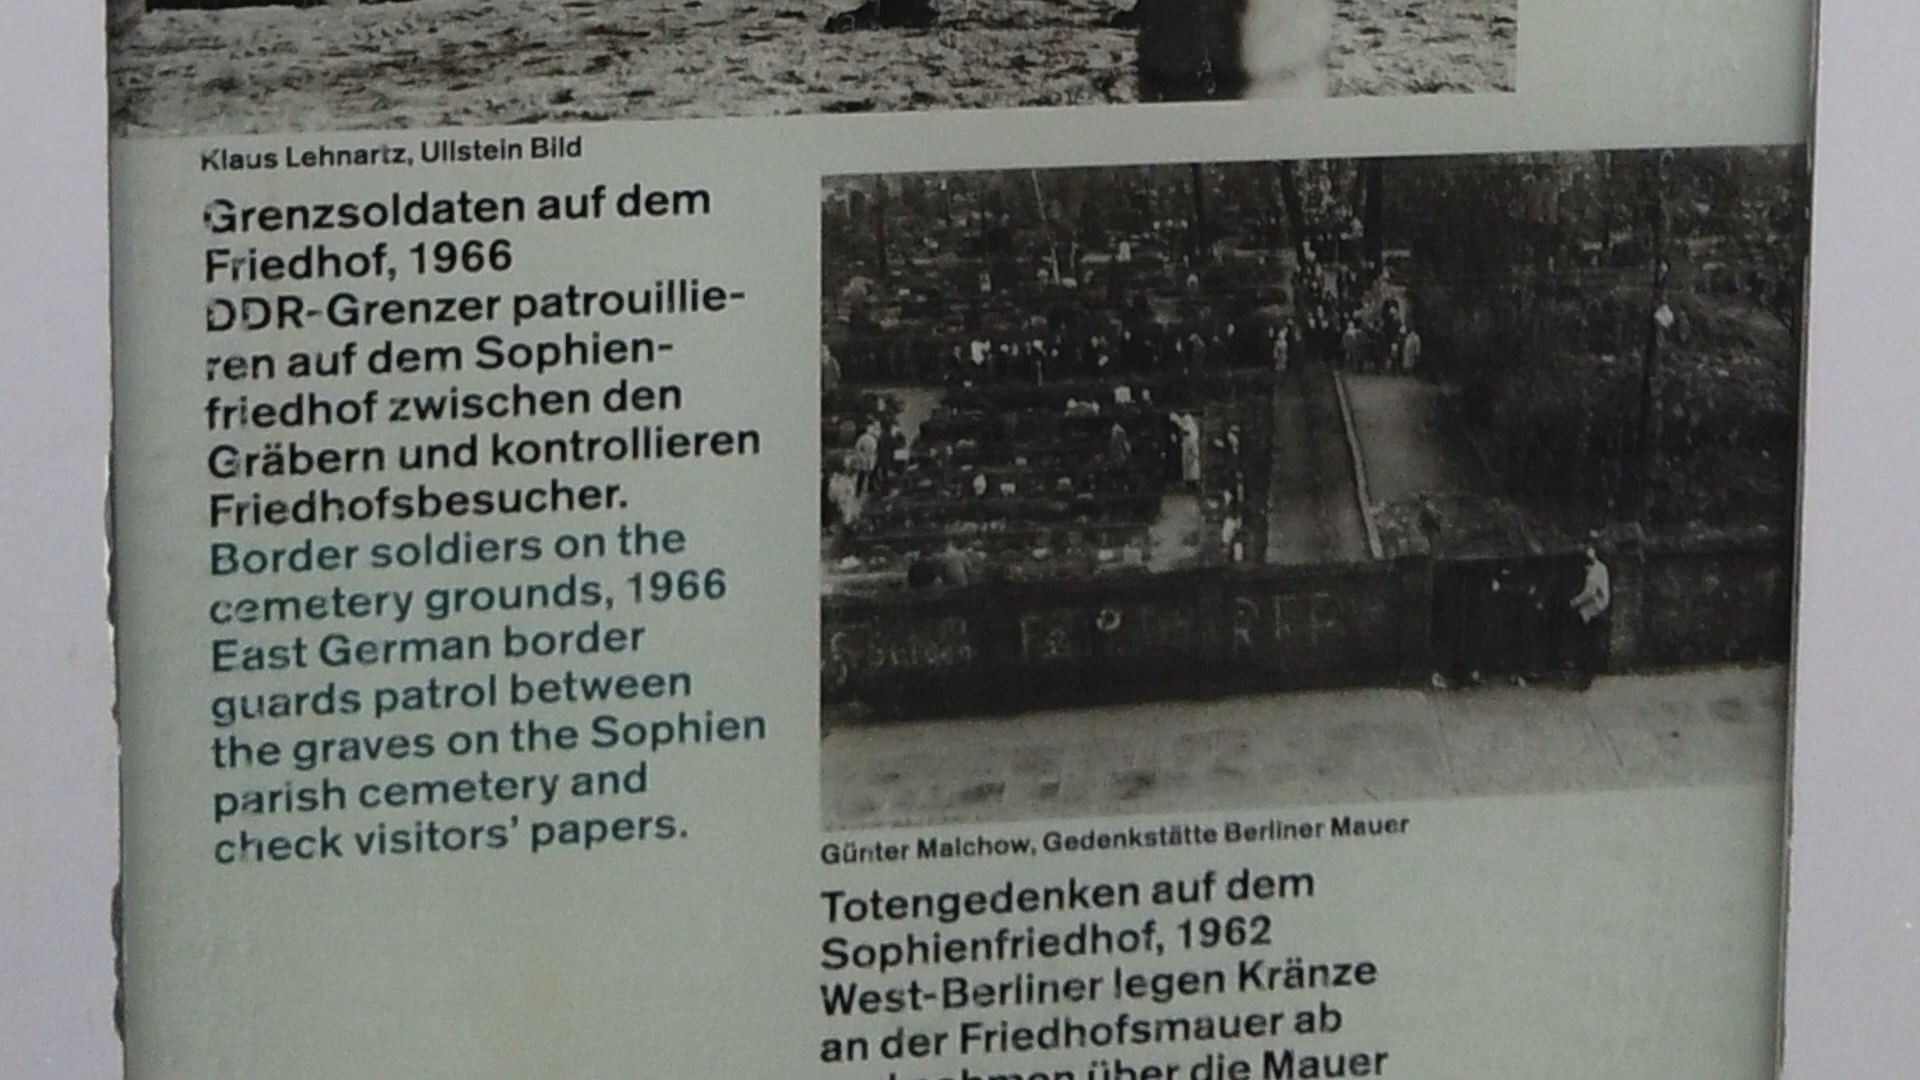 Klaus Lehnartz, Ullstein Bild
Grenzsoldaten auf dem
Friedhof, 1966
DDR-Grenzer patrouillie-
ren auf dem Sophien-
friedhof zwischen den
Gräbern und kontrollieren
Friedhofsbesucher.
Border soldiers on the
cemetery grounds, 1966
East German border
guards patrol between
the graves on the Sophien
parish cemetery and
check visitors' papers.
Günter Malchow, Gedenkstätte Berliner Mauer
Totengedenken auf dem
Sophienfriedhof, 1962
West-Berliner legen Kränze
an der Friedhofsmauer ab
über die Mauer